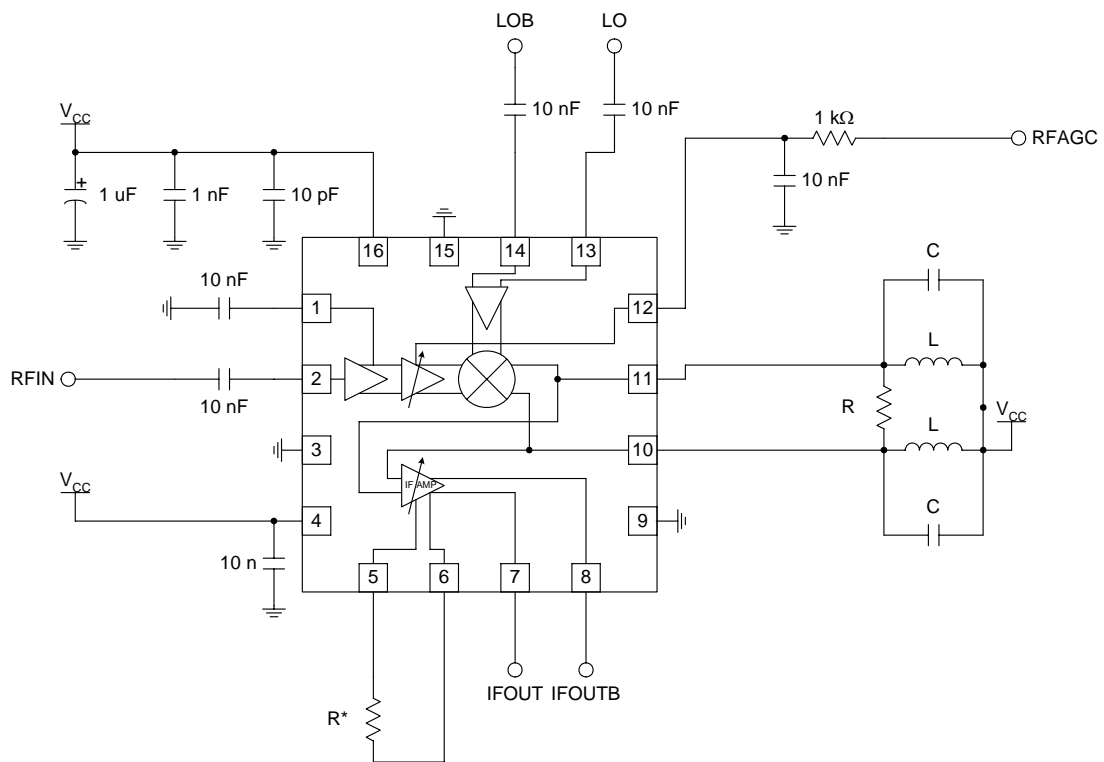 LOB
LO
10 nF
10 nF
VCC
1 kΩ
RFAGC
+
1 uF
1 nF
10 pF
10 nF
16
15
14
13
C
10 nF
1
12
L
RFIN
2
11
10 nF
R
VCC
L
3
10
VCC
IF AMP
4
9
C
10 n
5
6
7
8
IFOUT
IFOUTB
R*